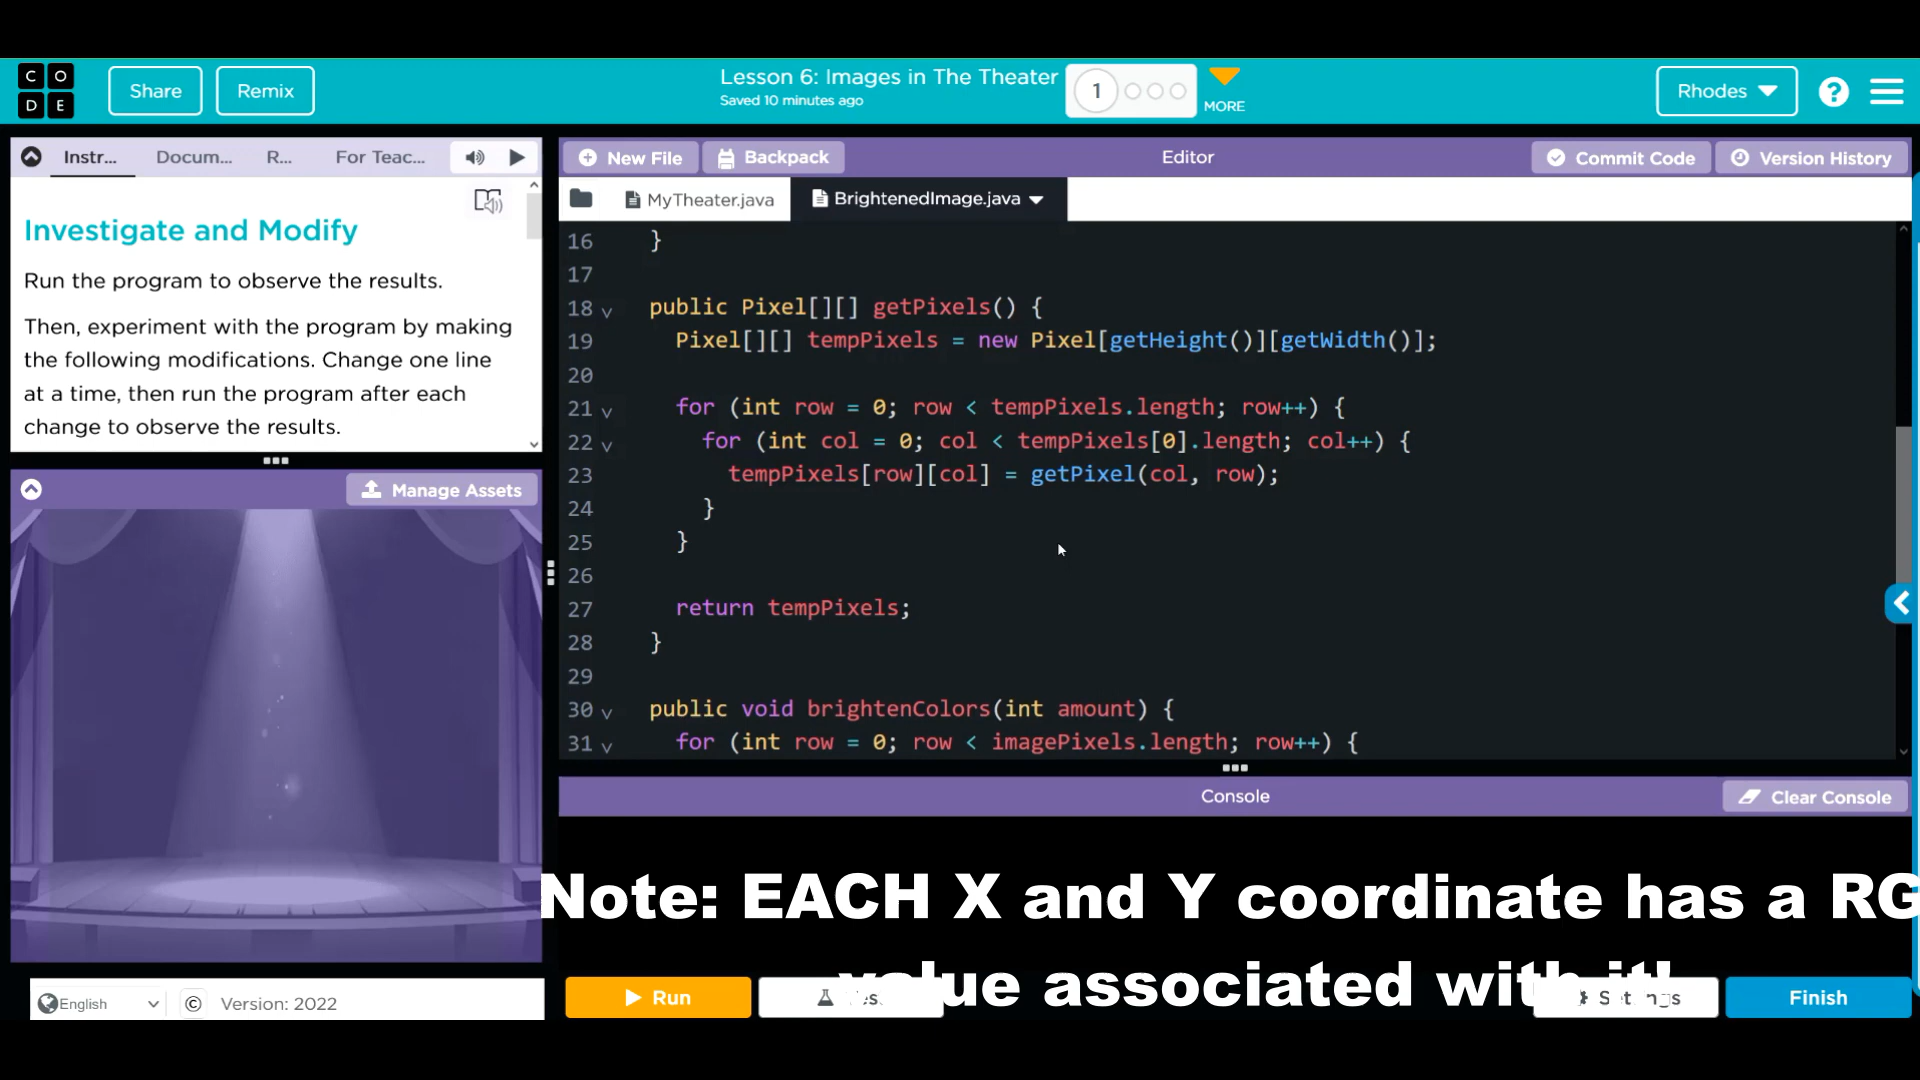 C O
D E
Share
Remix
Lesson 6: Images in The Theater
Saved 10 minutes ago
1
MORE
Rhodes
?
Instr...
Docum...
R...
For Teac...
New File
Backpack
Editor
Commit Code
Version History
MyTheater.java
BrightenedImage.java
Investigate and Modify
Run the program to observe the results.
Then, experiment with the program by making
the following modifications. Change one line
at a time, then run the program after each
change to observe the results.
Manage Assets
16 }
17
18 public Pixel[][] getPixels() {
19 Pixel[][] tempPixels = new Pixel[getHeight()][getWidth()];
20
21 for (int row = 0; row < tempPixels.length; row++) {
22 for (int col = 0; col < tempPixels[0].length; col++) {
23 tempPixels[row][col] = getPixel(col, row);
24 }
25 }
26
27 return tempPixels;
28 }
29
30 public void brightenColors(int amount) {
31 for (int row = 0; row < imagePixels.length; row++) {
Console
Clear Console
Note: EACH X and Y coordinate has a RG
value associated with it!
English
© Version: 2022
Run
Settings
Finish